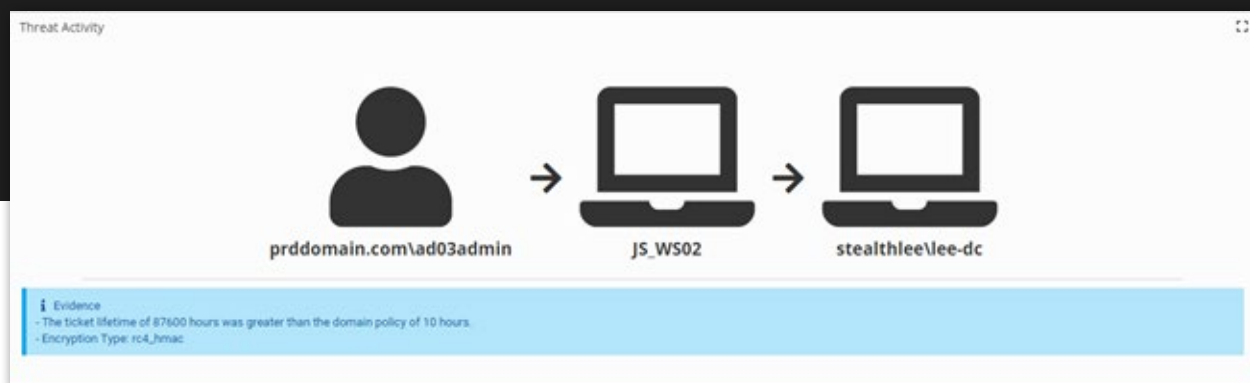 Threat Activity
prddomain.com\ad03admin
JS_WS02
stealthlee\lee-dc
Evidence
- The ticket lifetime of 87600 hours was greater than the domain policy of 10 hours.
- Encryption Type: rc4_hmac